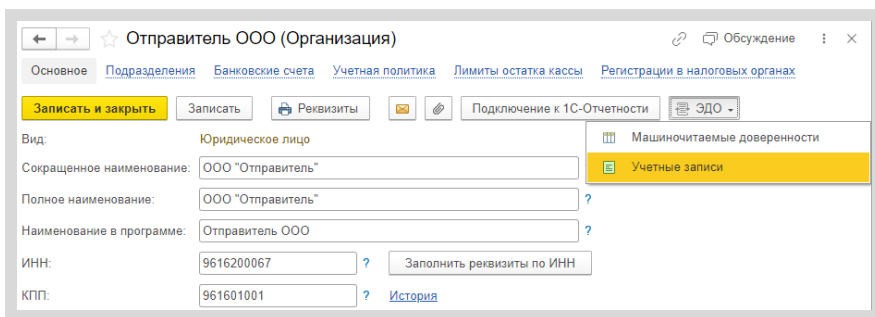 Отправитель ООО (Организация) Обсуждение
Основное Подразделения Банковские счета Учетная политика Лимиты остатка кассы Регистрации в налоговых органах
Записать и закрыть Записать Реквизиты Подключение к 1С-Отчетности ЭДО
Вид: Юридическое лицо Машиночитаемые доверенности
Сокращенное наименование: ООО "Отправитель" Учетные записи
Полное наименование: ООО "Отправитель" ?
Наименование в программе: Отправитель ООО ?
ИНН: 9616200067 ? Заполнить реквизиты по ИНН
КПП: 961601001 ? История